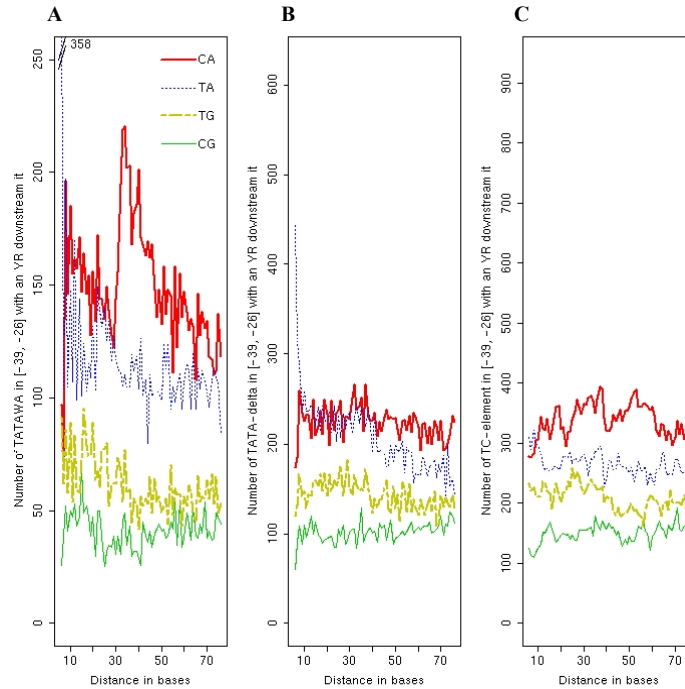 A B C
358
CA
TA
TG
CG
Number of TATAWA in [-39, -26] with an YR downstream it
0 50 100 150 200 250
10 30 50 70
Distance in bases
Number of TATA-delta in [-39, -26] with an YR downstream it
0 100 200 300 400 500 600
10 30 50 70
Distance in bases
Number of TC-element in [-39, -26] with an YR downstream it
0 100 200 300 400 500 600 700 800 900
10 30 50 70
Distance in bases